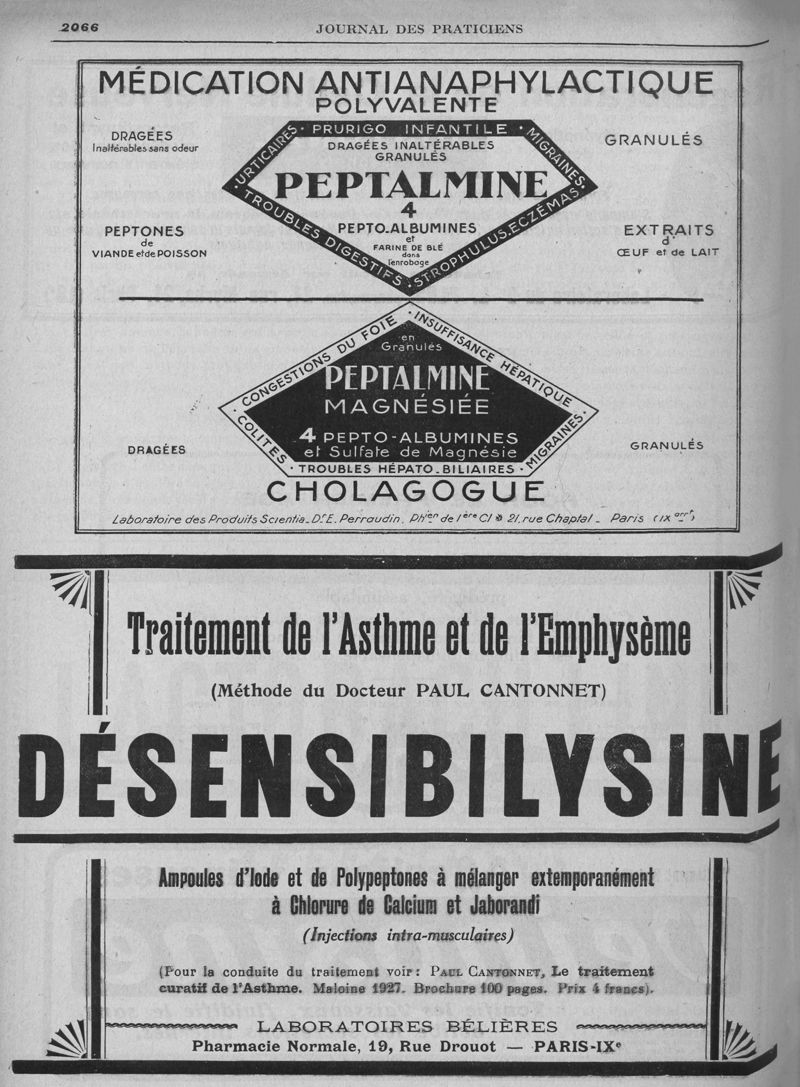 2066
JOURNAL DES PRATICIENS
MÉDICATION ANTIANAPHYLACTIQUE
POLYVALENTE
DRAGÉES
Inaltérables sans odeur
URTICAIRES · PRURIGO INFANTILE · MIGRAINES ·
TROUBLES DIGESTIFS · STROPHULUS · ECZÉMAS ·
DRAGÉES INALTÉRABLES
GRANULÉS
PEPTALMINE
4
PEPTO-ALBUMINES
et
FARINE DE BLÉ
dans
l'enrobage
GRANULÉS
PEPTONES
de
VIANDE et de POISSON
EXTRAITS
d'
ŒUF et de LAIT
· CONGESTIONS DU FOIE · INSUFFISANCE HÉPATIQUE
en
Granulés
PEPTALMINE
MAGNÉSIÉE
4 PEPTO-ALBUMINES
et Sulfate de Magnésie
· COLITES · TROUBLES HÉPATO-BILIAIRES · MIGRAINES ·
DRAGÉES
GRANULÉS
CHOLAGOGUE
Laboratoire des Produits Scientia_Dr E. Perraudin. Phien de 1ère Cl 21, rue Chaptal_ Paris (IX arrt)
Traitement de l'Asthme et de l'Emphysème
(Méthode du Docteur PAUL CANTONNET)
DÉSENSIBILYSINE
Ampoules d'Iode et de Polypeptones à mélanger extemporanément
à Chlorure de Calcium et Jaborandi
(Injections intra-musculaires)
(Pour la conduite du traitement voir : PAUL CANTONNET, Le traitement
curatif de l'Asthme. Maloine 1927. Brochure 100 pages. Prix 4 francs).
LABORATOIRES BÉLIÈRES
Pharmacie Normale, 19, Rue Drouot — PARIS-IXe